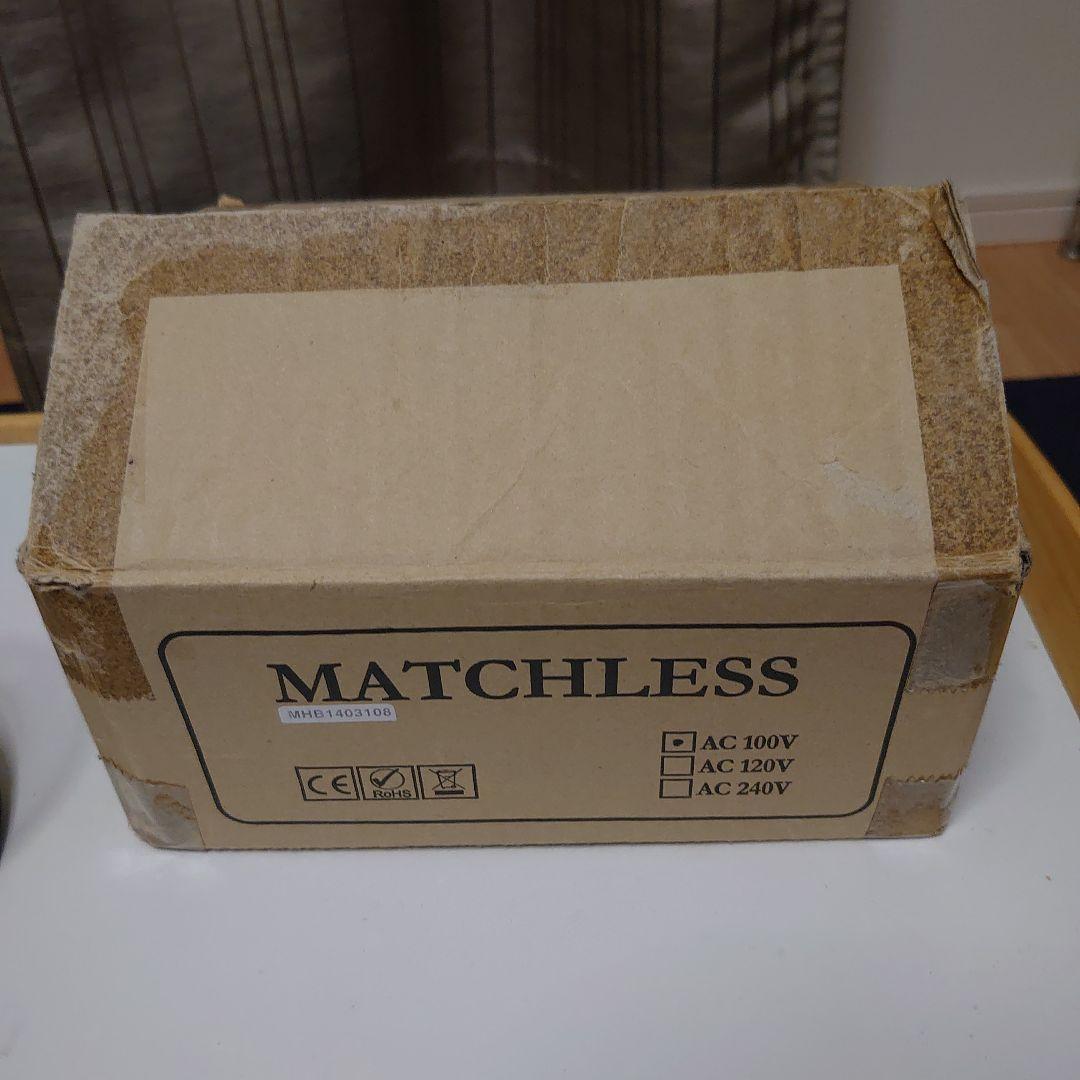 MATCHLESS
MHB1403108
AC 100V
AC 120V
AC 240V
CE
RoHS